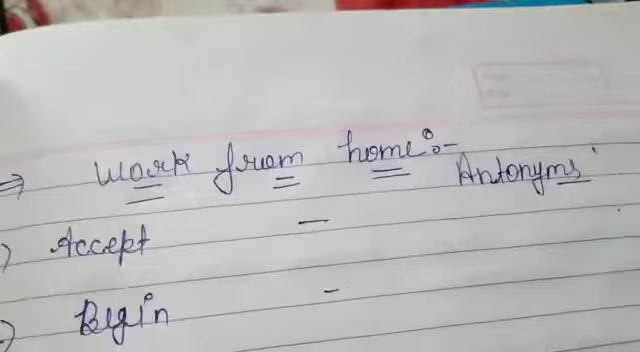 ⇒ Work from home:-
Antonyms
) Accept -
) Begin -